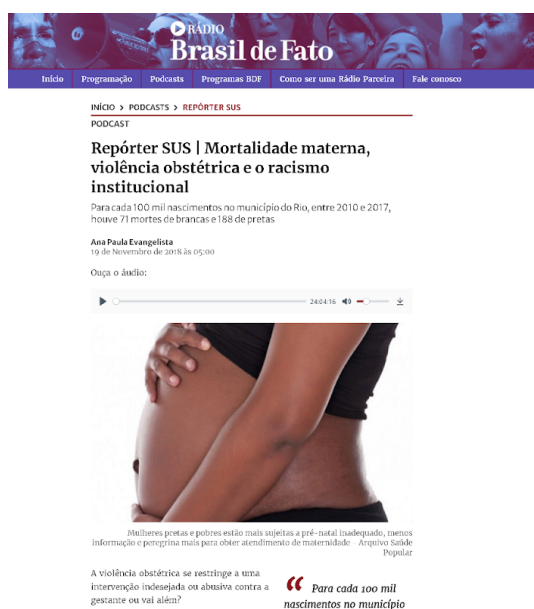 RÁDIO
Brasil de Fato
Início Programação Podcasts Programas BDF Como ser uma Rádio Parceira Fale conosco
INÍCIO > PODCASTS > REPÓRTER SUS
PODCAST
Repórter SUS | Mortalidade materna,
violência obstétrica e o racismo
institucional
Para cada 100 mil nascimentos no município do Rio, entre 2010 e 2017,
houve 71 mortes de brancas e 188 de pretas
Ana Paula Evangelista
19 de Novembro de 2018 às 05:00
Ouça o áudio:
24:04:16
Mulheres pretas e pobres estão mais sujeitas a pré-natal inadequado, menos
informação e peregrina mais para obter atendimento de maternidade - Arquivo Saúde
Popular
A violência obstétrica se restringe a uma
intervenção indesejada ou abusiva contra a
gestante ou vai além?
“ Para cada 100 mil
nascimentos no município